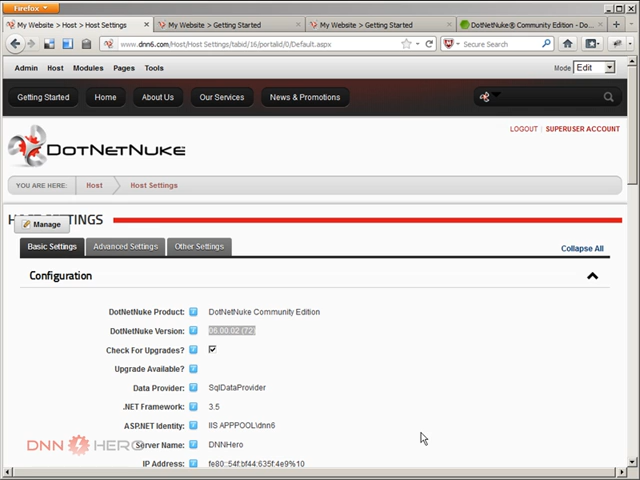 Firefox
My Website > Host > Host Settings
My Website > Getting Started
My Website > Getting Started
DotNetNuke® Community Edition - Do...
www.dnn6.com/Host/Host Settings/tabid/16/portalid/0/Default.aspx
Secure Search
Admin Host Modules Pages Tools
Mode Edit
Getting Started Home About Us Our Services News & Promotions
LOGOUT | SUPERUSER ACCOUNT
DOTNETNUKE
YOU ARE HERE: Host Host Settings
HOST SETTINGS
Manage
Basic Settings Advanced Settings Other Settings
Collapse All
Configuration
DotNetNuke Product: DotNetNuke Community Edition
DotNetNuke Version: 06.00.02 (72)
Check For Upgrades?
Upgrade Available?
Data Provider: SqlDataProvider
.NET Framework: 3.5
ASP.NET Identity: IIS APPPOOL\dnn6
Server Name: DNNHero
IP Address: fe80::54f:bf44:635f:4e9%10
DNN HERO